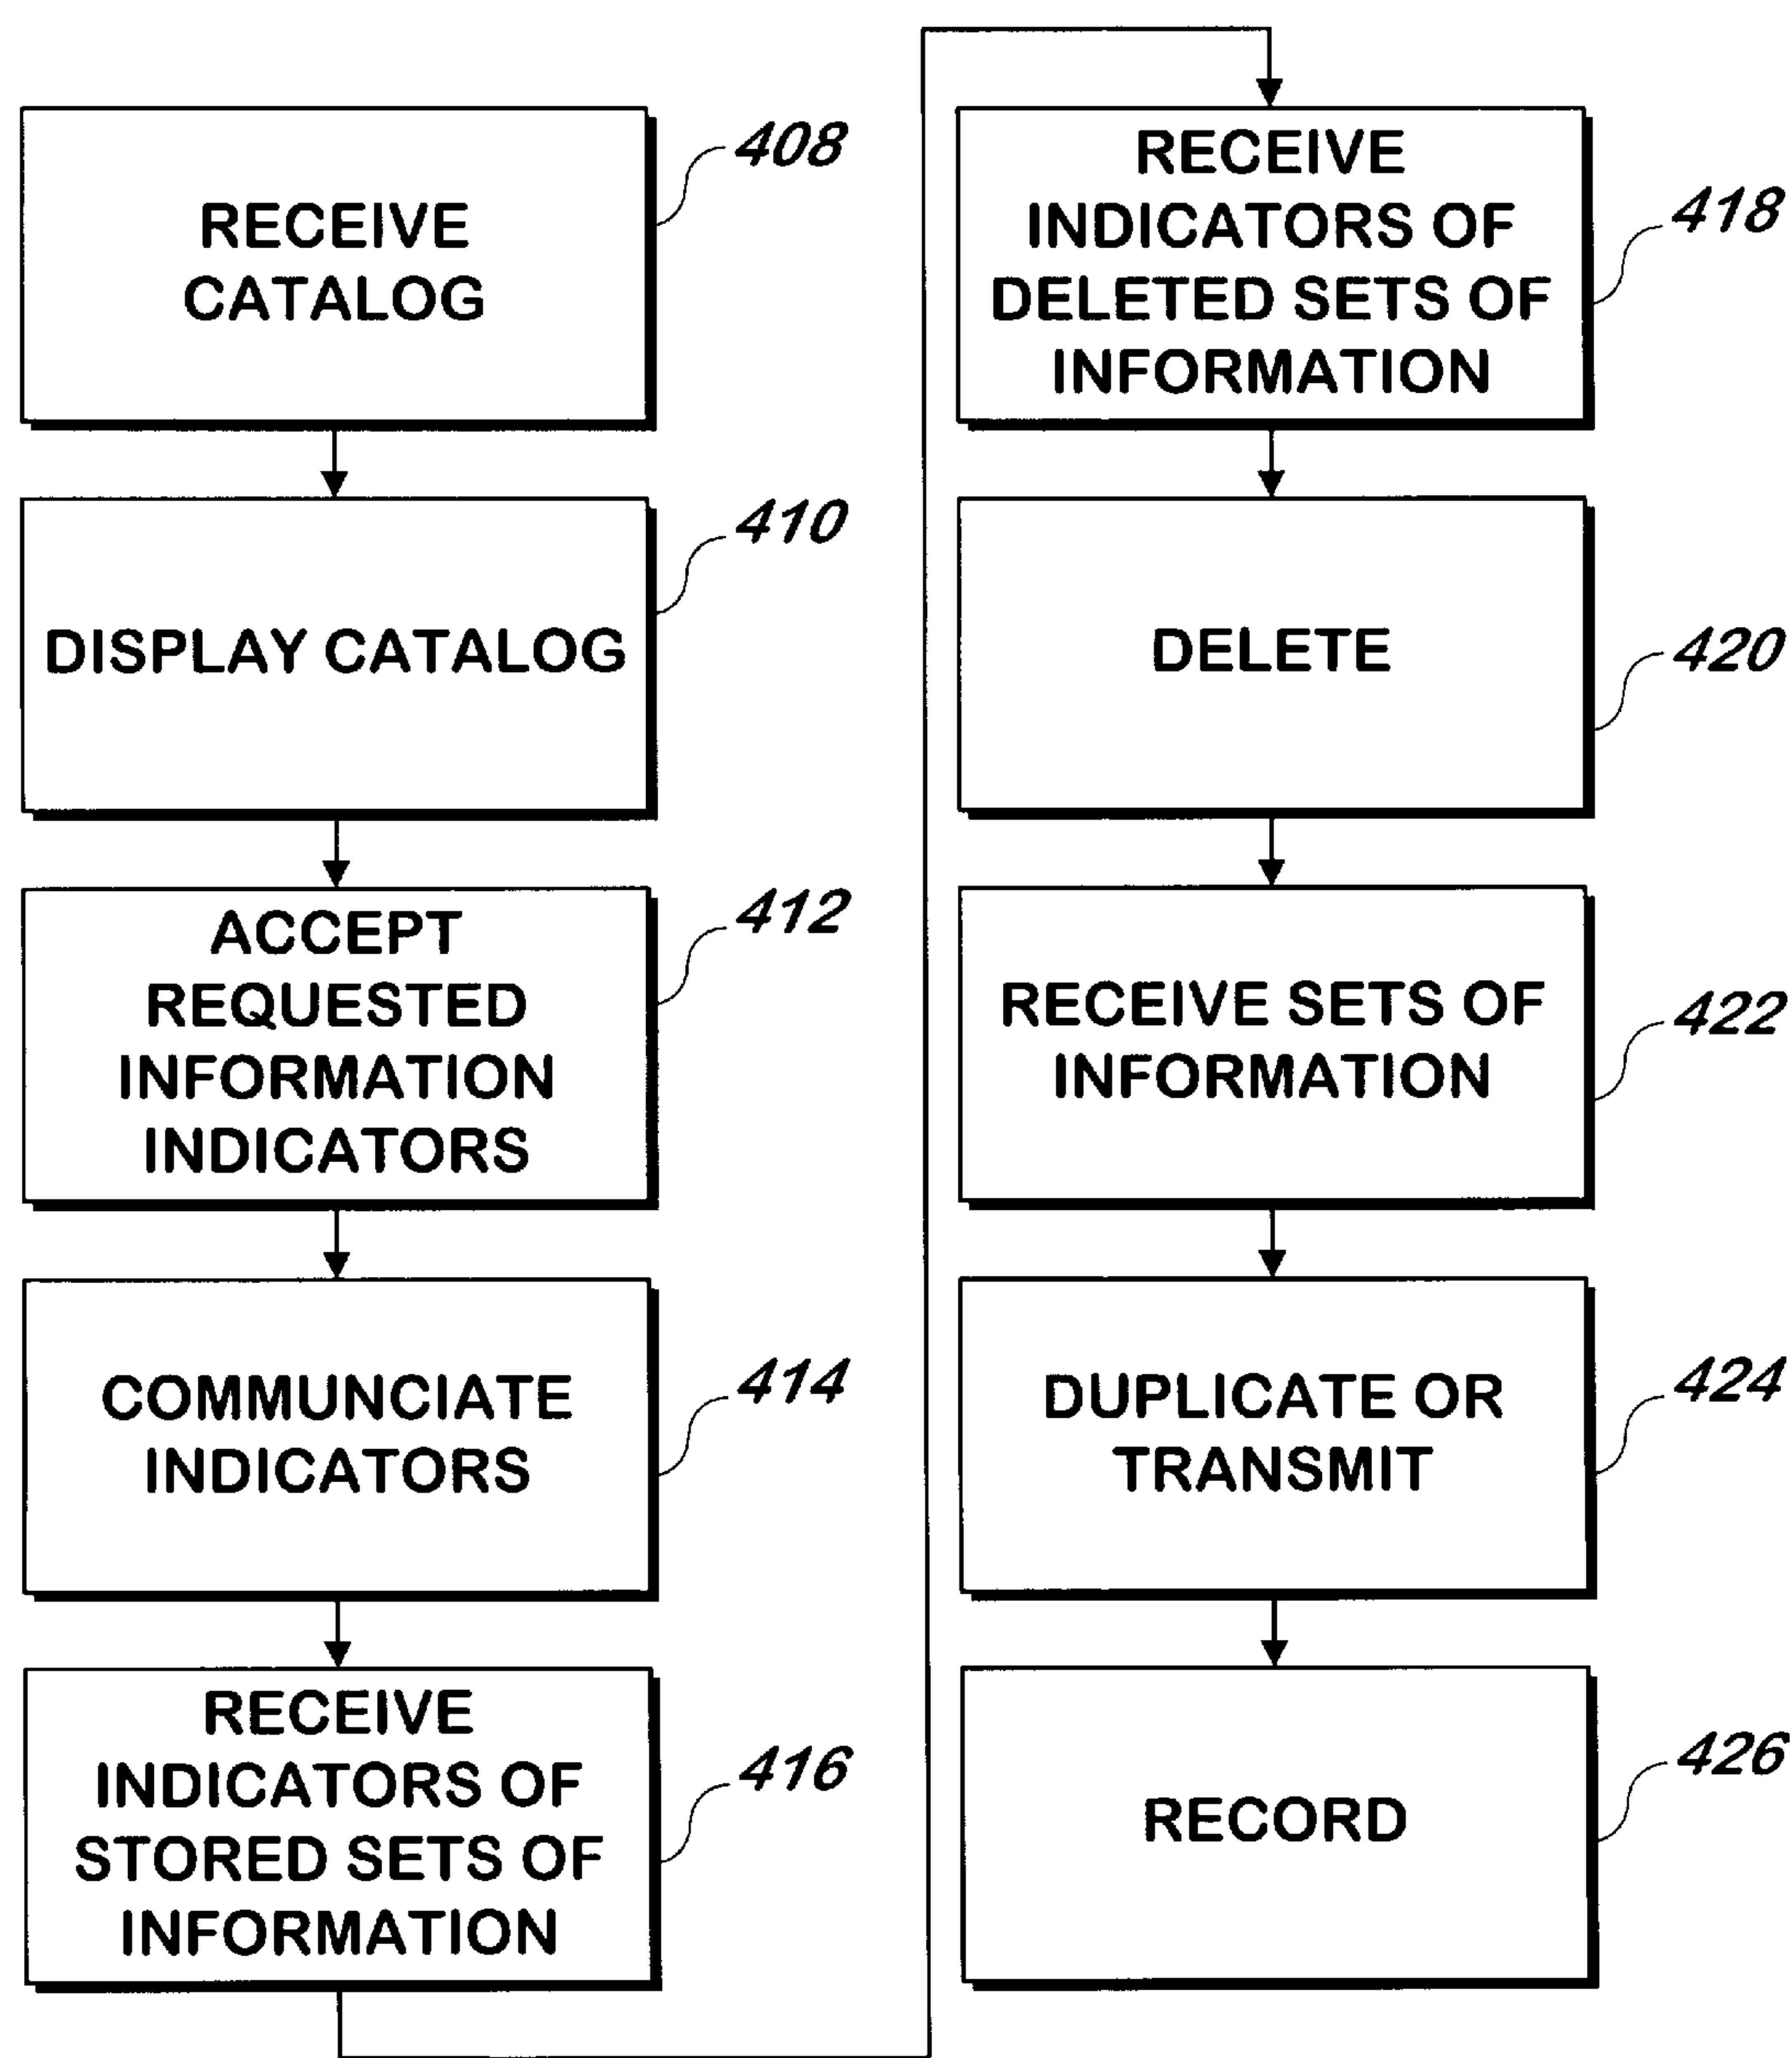 RECEIVE
CATALOG
408
DISPLAY CATALOG
410
ACCEPT
REQUESTED
INFORMATION
INDICATORS
412
COMMUNCIATE
INDICATORS
414
RECEIVE
INDICATORS OF
STORED SETS OF
INFORMATION
416
RECEIVE
INDICATORS OF
DELETED SETS OF
INFORMATION
418
DELETE
420
RECEIVE SETS OF
INFORMATION
422
DUPLICATE OR
TRANSMIT
424
RECORD
426